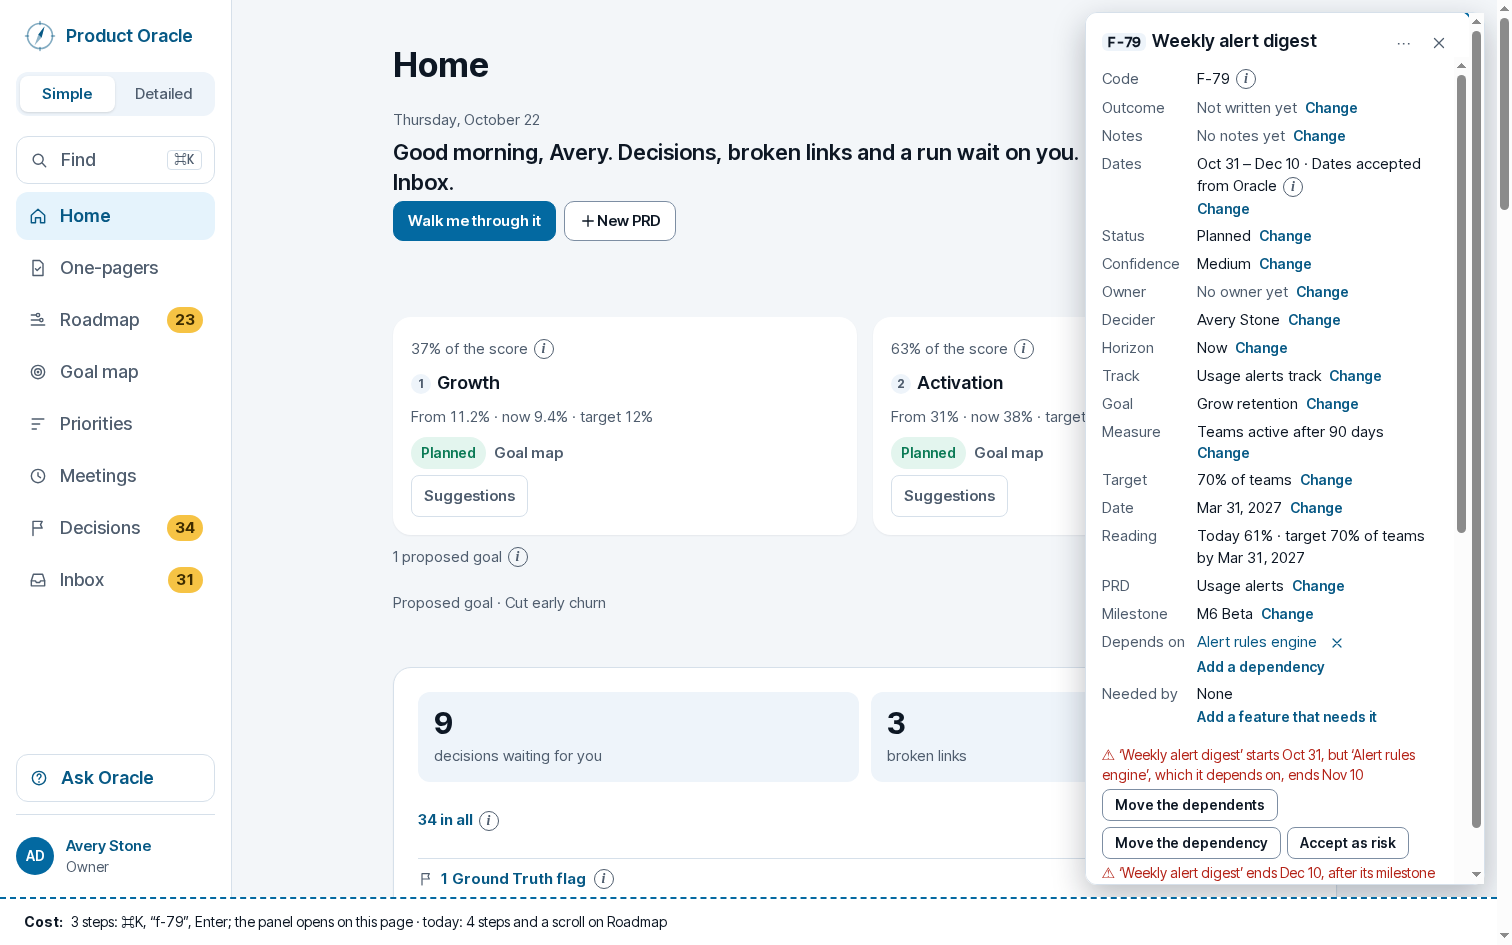 Product Oracle
Simple
Detailed
Find
⌘K
Home
One-pagers
Roadmap
23
Goal map
Priorities
Meetings
Decisions
34
Inbox
31
Ask Oracle
AD
Avery Stone
Owner
Home
Thursday, October 22
Good morning, Avery. Decisions, broken links and a run wait on you.
Inbox.
Walk me through it
New PRD
37% of the score
1 Growth
From 11.2% · now 9.4% · target 12%
Planned
Goal map
Suggestions
63% of the score
2 Activation
From 31% · now 38% · target
Planned
Goal map
Suggestions
1 proposed goal
Proposed goal · Cut early churn
9
decisions waiting for you
3
broken links
34 in all
1 Ground Truth flag
F-79 Weekly alert digest
Code F-79
Outcome Not written yet Change
Notes No notes yet Change
Dates Oct 31 – Dec 10 · Dates accepted
from Oracle
Change
Status Planned Change
Confidence Medium Change
Owner No owner yet Change
Decider Avery Stone Change
Horizon Now Change
Track Usage alerts track Change
Goal Grow retention Change
Measure Teams active after 90 days
Change
Target 70% of teams Change
Date Mar 31, 2027 Change
Reading Today 61% · target 70% of teams
by Mar 31, 2027
PRD Usage alerts Change
Milestone M6 Beta Change
Depends on Alert rules engine
Add a dependency
Needed by None
Add a feature that needs it
⚠ ‘Weekly alert digest’ starts Oct 31, but ‘Alert rules
engine’, which it depends on, ends Nov 10
Move the dependents
Move the dependency
Accept as risk
⚠ ‘Weekly alert digest’ ends Dec 10, after its milestone
Cost: 3 steps: ⌘K, “f-79”, Enter; the panel opens on this page · today: 4 steps and a scroll on Roadmap